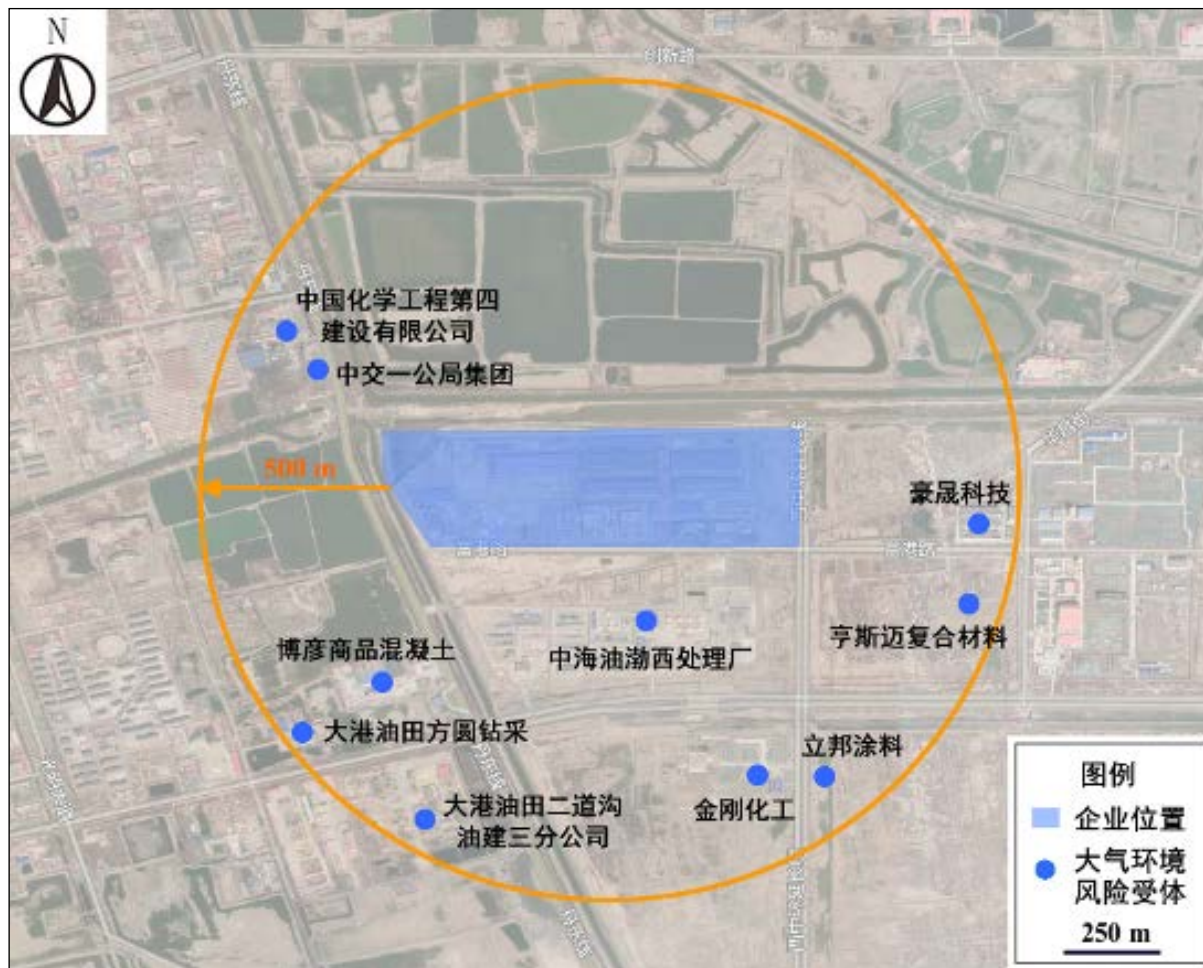 N
创新路
中国化学工程第四
建设有限公司
中交一公局集团
500 m
豪晟科技
亨斯迈复合材料
中海油渤西处理厂
博彦商品混凝土
大港油田方圆钻采
立邦涂料
金刚化工
大港油田二道沟
油建三分公司
图例
企业位置
大气环境
风险受体
250 m